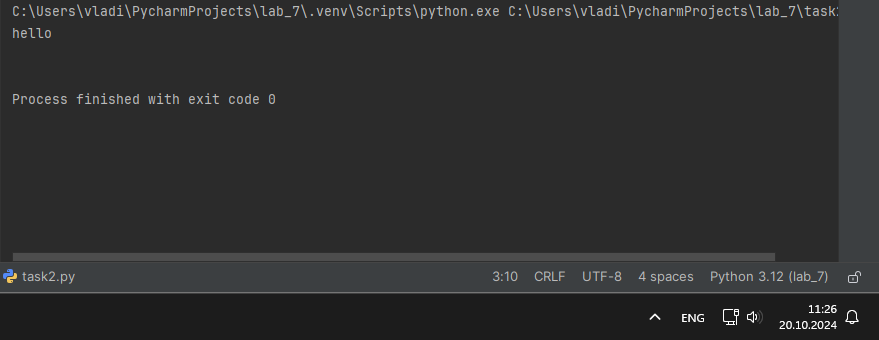 C:\Users\vladi\PycharmProjects\lab_7\.venv\Scripts\python.exe C:\Users\vladi\PycharmProjects\lab_7\task
hello
Process finished with exit code 0
task2.py 3:10 CRLF UTF-8 4 spaces Python 3.12 (lab_7)
ENG 11:26
20.10.2024